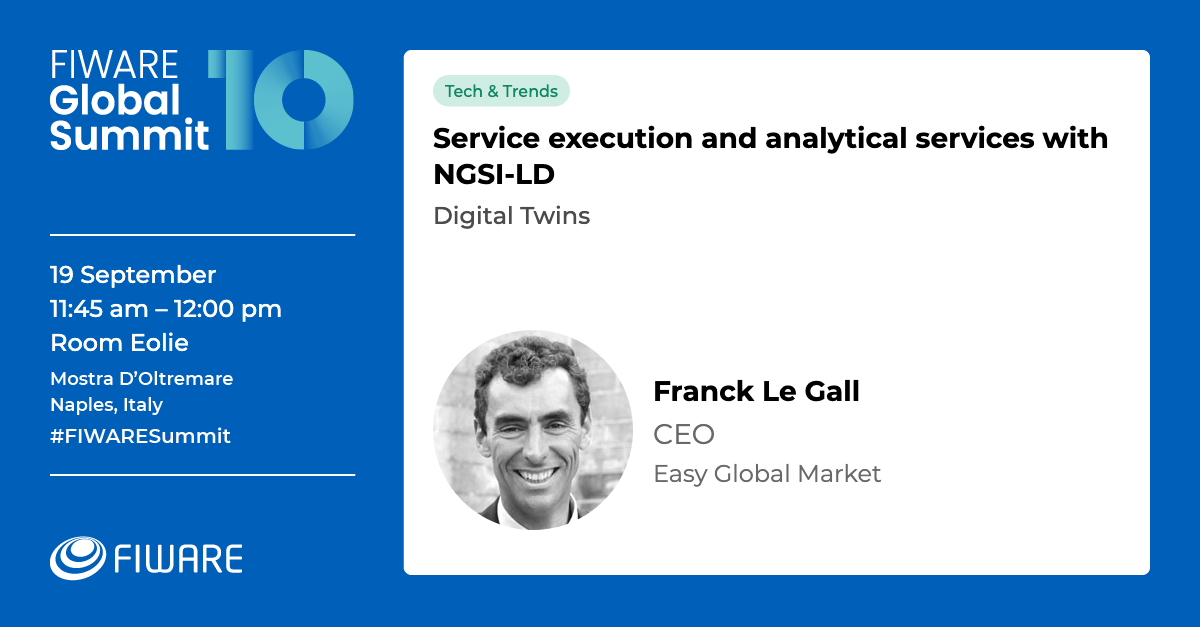 FIWARE
Global
Summit
10
19 September
11:45 am – 12:00 pm
Room Eolie
Mostra D’Oltremare
Naples, Italy
#FIWARESummit
FIWARE
Tech & Trends
Service execution and analytical services with
NGSI-LD
Digital Twins
Franck Le Gall
CEO
Easy Global Market